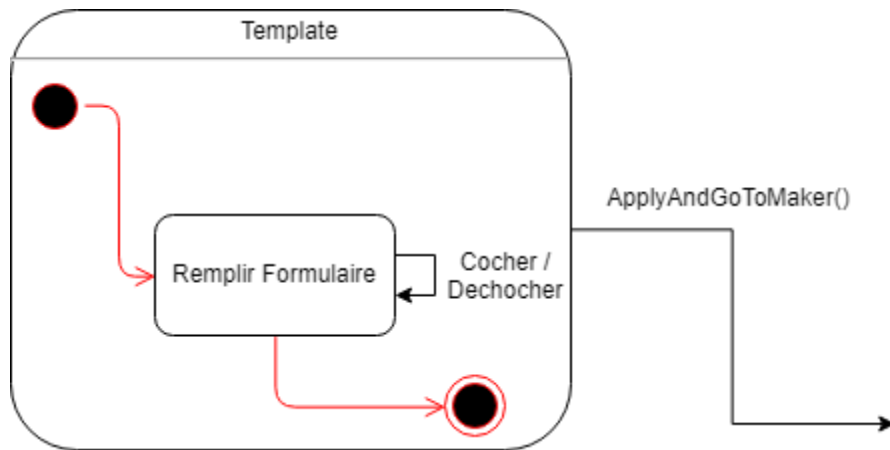 Template
ApplyAndGoToMaker()
Remplir Formulaire
Cocher /
Dechocher